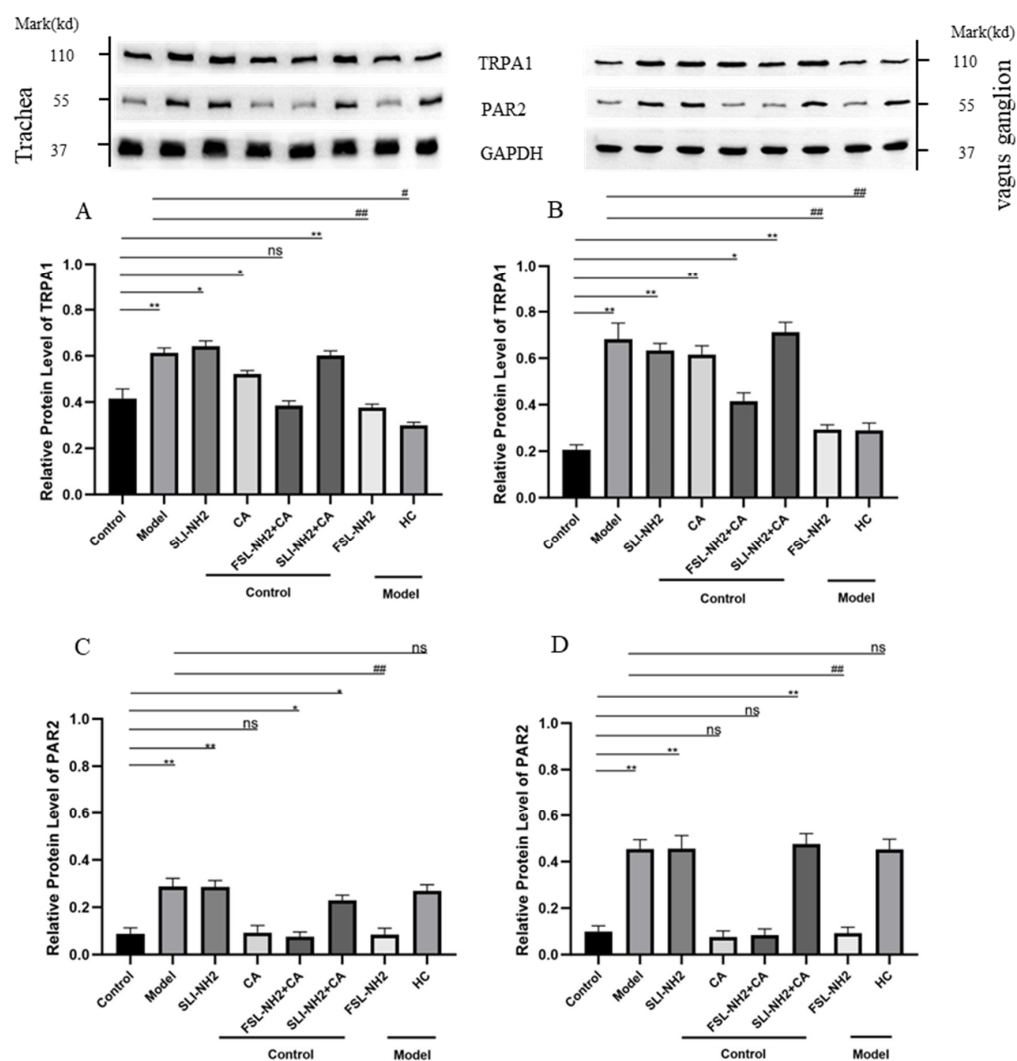 Mark(kd)
110
55
37
Trachea
TRPA1
PAR2
GAPDH
Mark(kd)
110
55
37
vagus ganglion
A
#
##
**
ns
*
*
**
Relative Protein Level of TRPA1
1.0
0.8
0.6
0.4
0.2
0.0
Control
Model
SLI-NH2
CA
FSL-NH2+CA
SLI-NH2+CA
FSL-NH2
HC
Control
Model
B
##
##
**
*
**
**
**
Relative Protein Level of TRPA1
1.0
0.8
0.6
0.4
0.2
0.0
Control
Model
SLI-NH2
CA
FSL-NH2+CA
SLI-NH2+CA
FSL-NH2
HC
Control
Model
C
ns
##
*
*
ns
**
**
Relative Protein Level of PAR2
1.0
0.8
0.6
0.4
0.2
0.0
Control
Model
SLI-NH2
CA
FSL-NH2+CA
SLI-NH2+CA
FSL-NH2
HC
Control
Model
D
ns
##
**
ns
ns
**
**
Relative Protein Level of PAR2
1.0
0.8
0.6
0.4
0.2
0.0
Control
Model
SLI-NH2
CA
FSL-NH2+CA
SLI-NH2+CA
FSL-NH2
HC
Control
Model